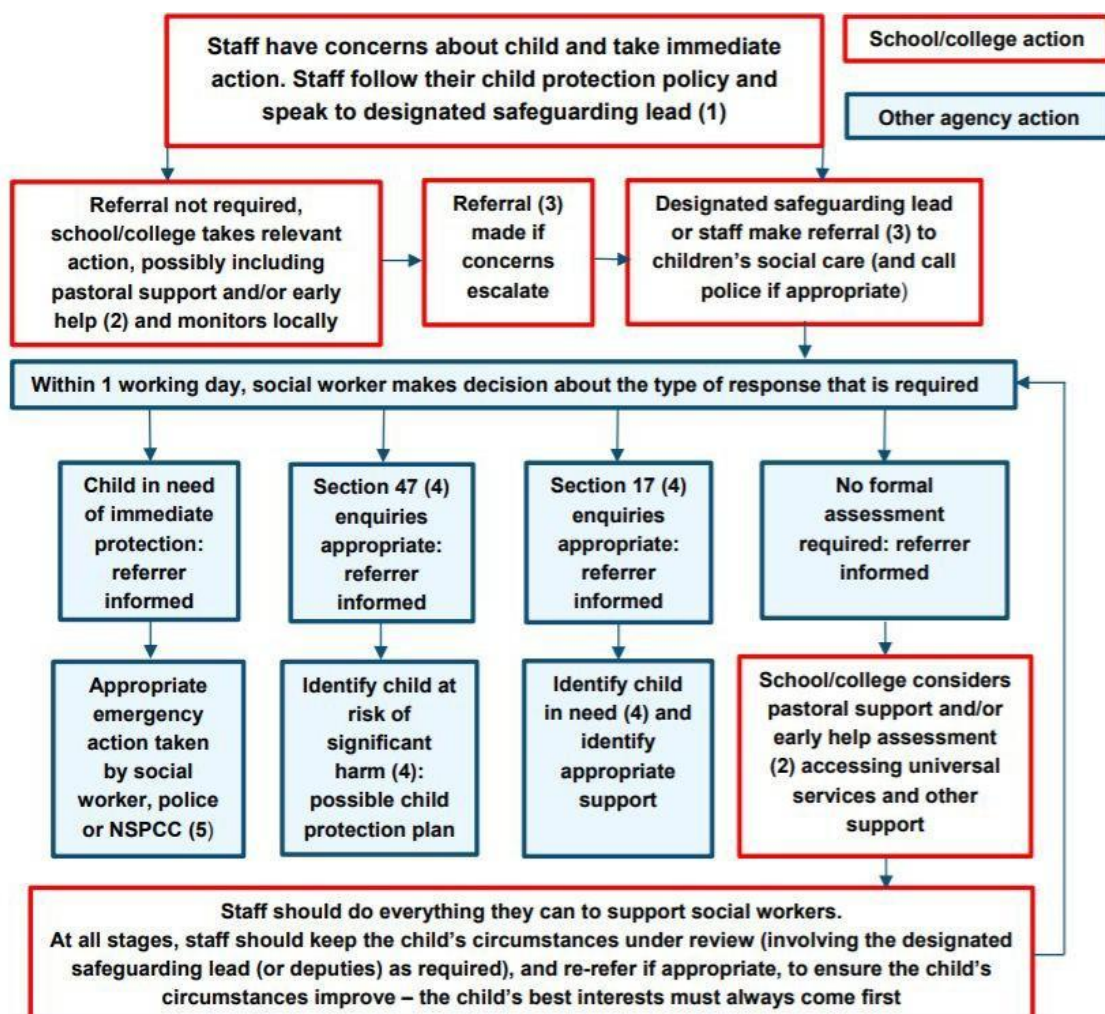 Staff have concerns about child and take immediate
action. Staff follow their child protection policy and
speak to designated safeguarding lead (1)
School/college action
Other agency action
Referral not required,
school/college takes relevant
action, possibly including
pastoral support and/or early
help (2) and monitors locally
Referral (3)
made if
concerns
escalate
Designated safeguarding lead
or staff make referral (3) to
children’s social care (and call
police if appropriate)
Within 1 working day, social worker makes decision about the type of response that is required
Child in need
of immediate
protection:
referrer
informed
Section 47 (4)
enquiries
appropriate:
referrer
informed
Section 17 (4)
enquiries
appropriate:
referrer
informed
No formal
assessment
required: referrer
informed
Appropriate
emergency
action taken
by social
worker, police
or NSPCC (5)
Identify child at
risk of
significant
harm (4):
possible child
protection plan
Identify child
in need (4) and
identify
appropriate
support
School/college considers
pastoral support and/or
early help assessment
(2) accessing universal
services and other
support
Staff should do everything they can to support social workers.
At all stages, staff should keep the child’s circumstances under review (involving the designated
safeguarding lead (or deputies) as required), and re-refer if appropriate, to ensure the child’s
circumstances improve – the child’s best interests must always come first